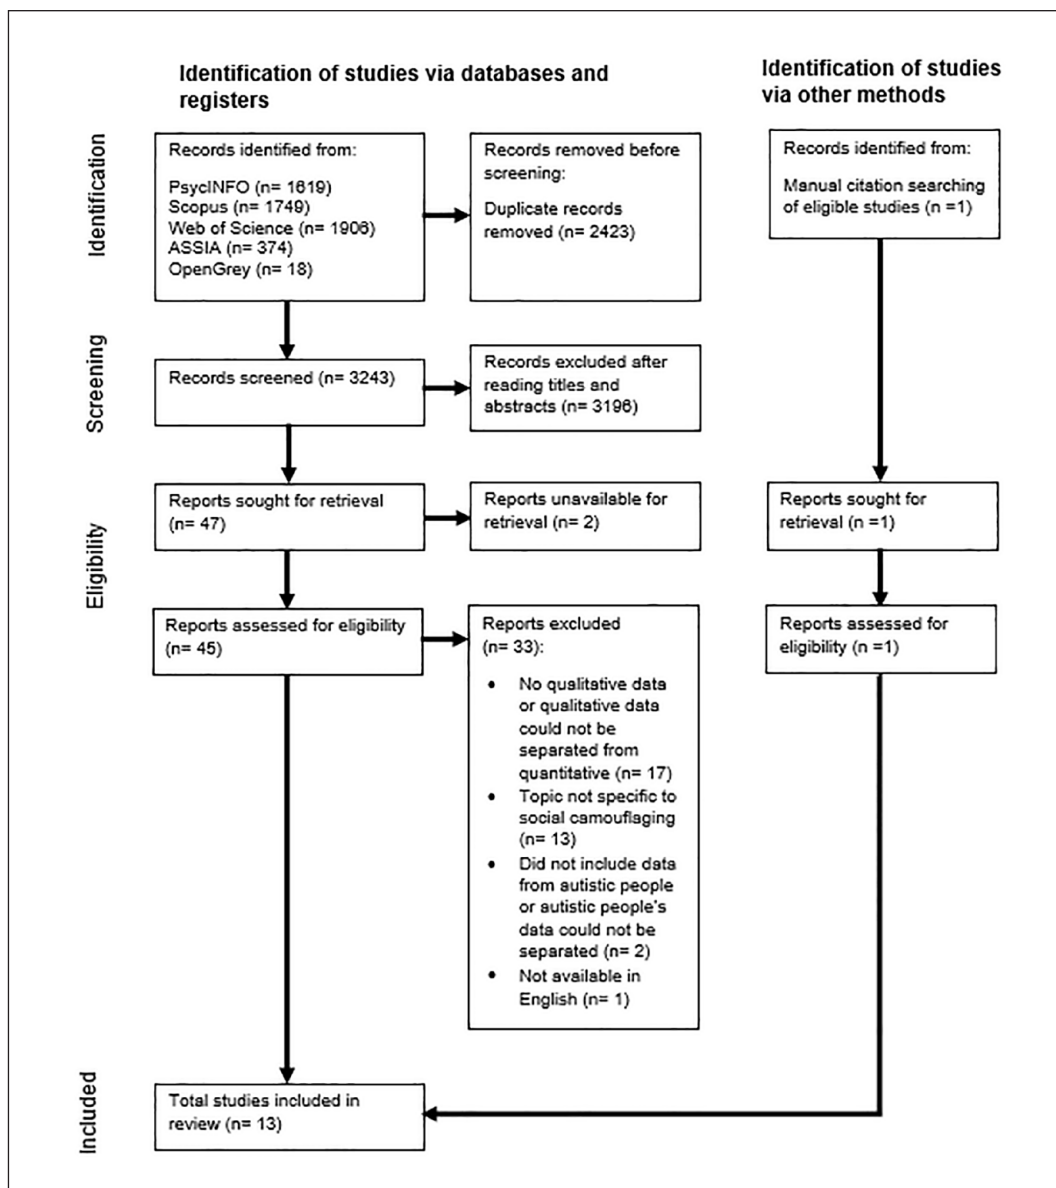 Identification of studies via databases and
registers
Identification of studies
via other methods
Identification
Records identified from:
PsycINFO (n= 1619)
Scopus (n= 1749)
Web of Science (n= 1906)
ASSIA (n= 374)
OpenGrey (n= 18)
Records removed before
screening:
Duplicate records
removed (n= 2423)
Records identified from:
Manual citation searching
of eligible studies (n =1)
Screening
Records screened (n= 3243)
Records excluded after
reading titles and
abstracts (n= 3196)
Eligibility
Reports sought for retrieval
(n= 47)
Reports unavailable for
retrieval (n= 2)
Reports sought for
retrieval (n =1)
Reports assessed for eligibility
(n= 45)
Reports excluded
(n= 33):
• No qualitative data
or qualitative data
could not be
separated from
quantitative (n= 17)
• Topic not specific to
social camouflaging
(n= 13)
• Did not include data
from autistic people
or autistic people's
data could not be
separated (n= 2)
• Not available in
English (n= 1)
Reports assessed for
eligibility (n =1)
Included
Total studies included in
review (n= 13)